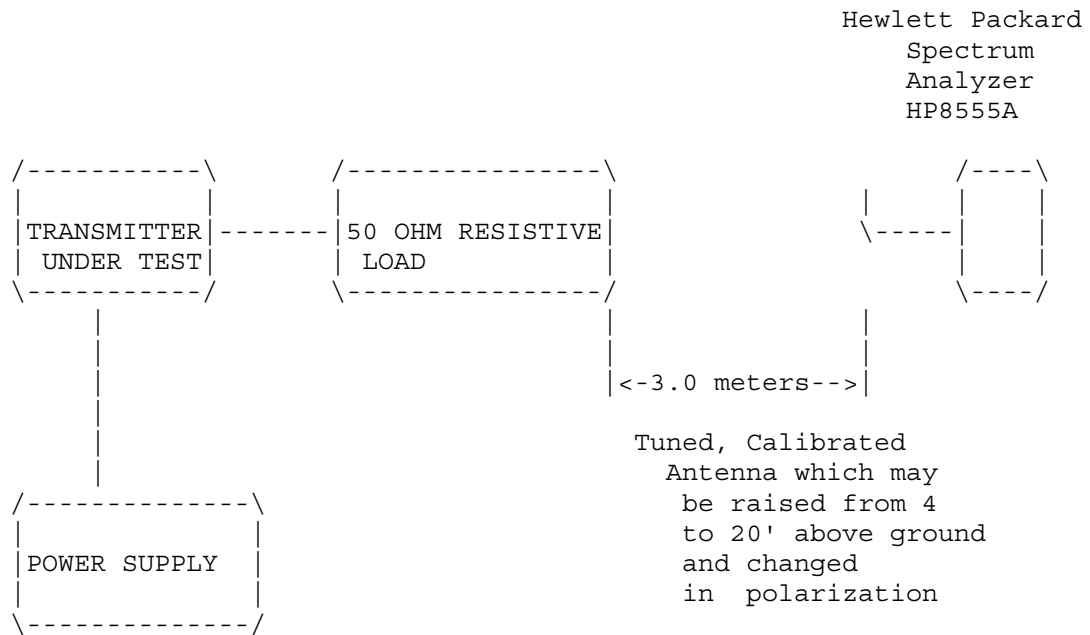 Hewlett Packard
Spectrum
Analyzer
HP8555A
TRANSMITTER
UNDER TEST
50 OHM RESISTIVE
LOAD
<-3.0 meters-->
Tuned, Calibrated
Antenna which may
be raised from 4
to 20' above ground
and changed
in polarization
POWER SUPPLY